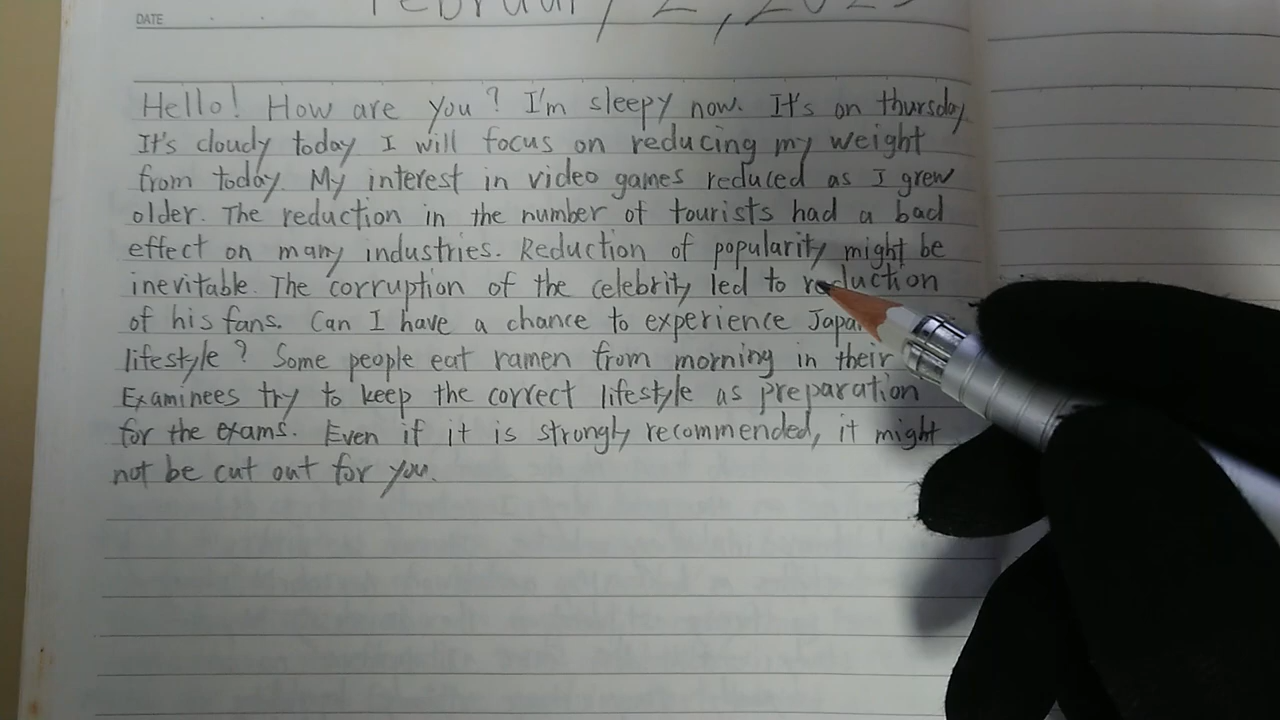 DATE
February 2, 202
Hello! How are you? I'm sleepy now. It's on thursday.
It's cloudy today I will focus on reducing my weight
from today. My interest in video games reduced as I grew
older. The reduction in the number of tourists had a bad
effect on many industries. Reduction of popularity might be
inevitable. The corruption of the celebrity led to reduction
of his fans. Can I have a chance to experience
lifestyle? Some people eat ramen from morning in their
Examinees try to keep the correct lifestyle as preparation
for the exams. Even if it is strongly recommended, it might
not be cut out for you.